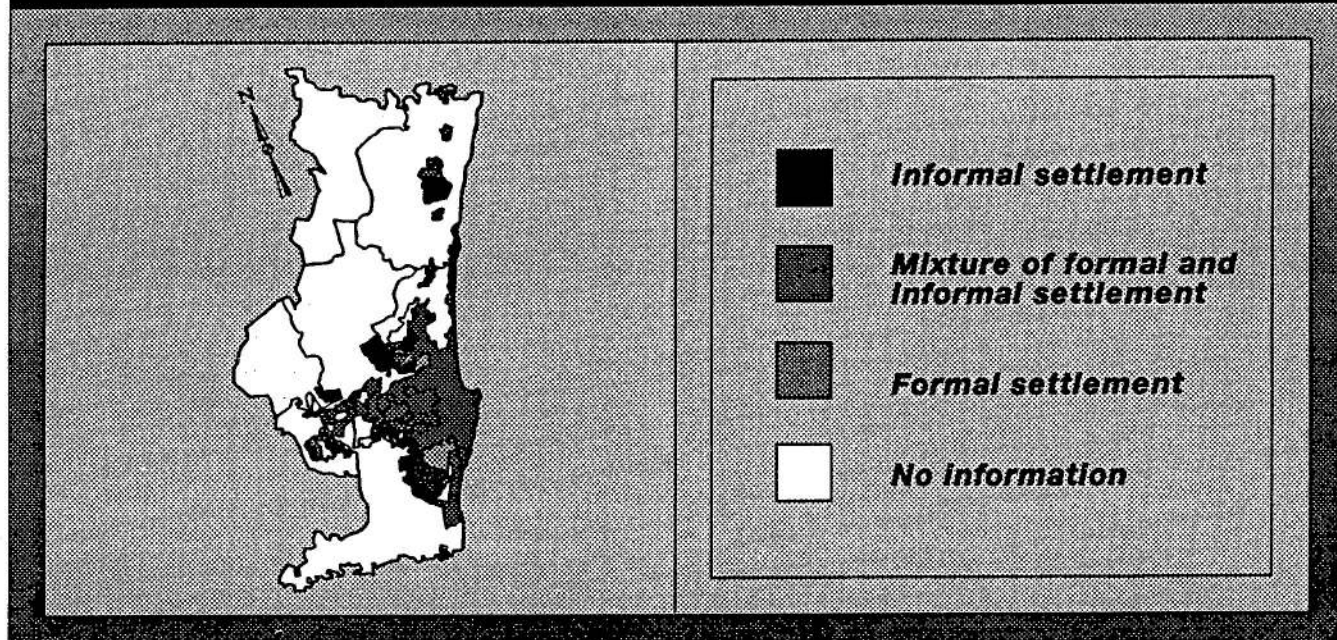 N
Informal settlement
Mixture of formal and
Informal settlement
Formal settlement
No information